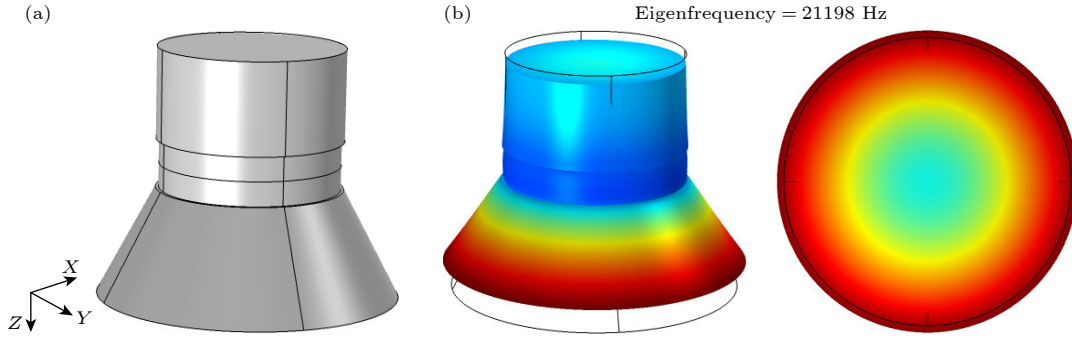 (a)
(b)
Eigenfrequency = 21198 Hz
X
Y
Z